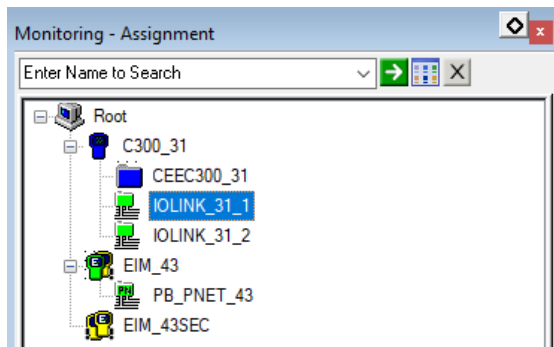 Monitoring - Assignment
Enter Name to Search
Root
C300_31
CEEC300_31
IOLINK_31_1
IOLINK_31_2
EIM_43
PB_PNET_43
EIM_43SEC